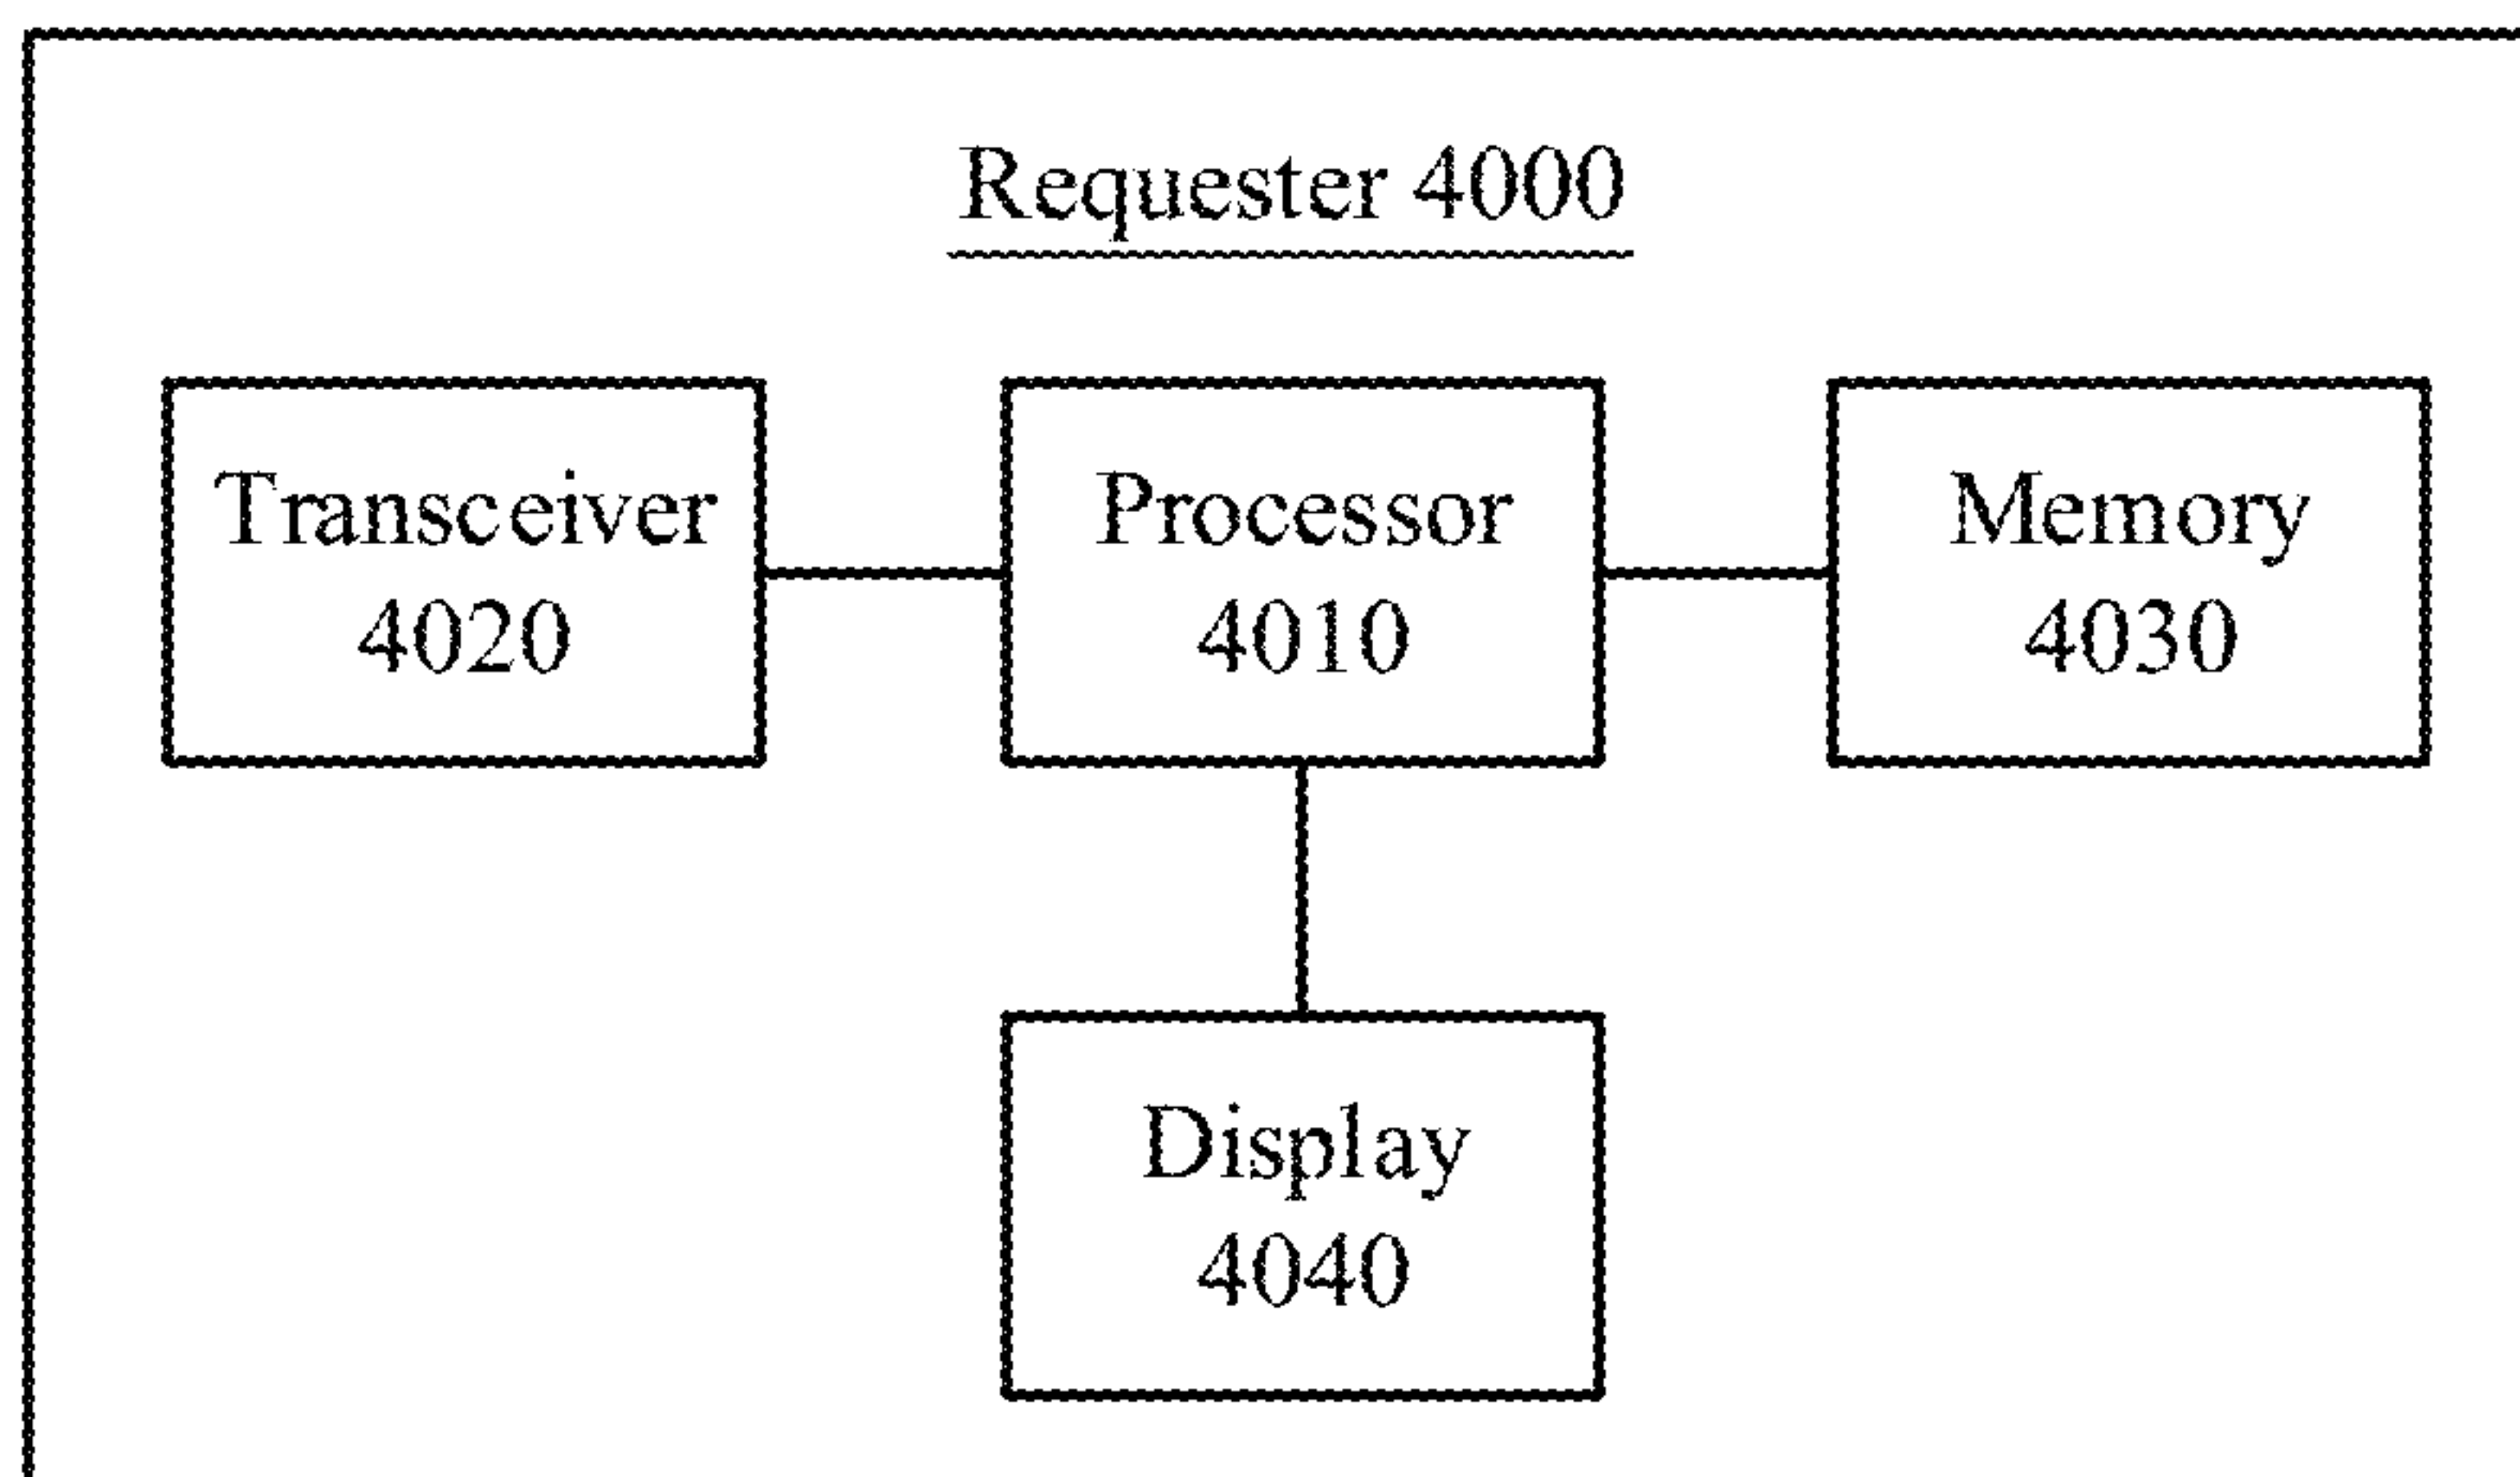 Requester 4000
Transceiver
4020
Processor
4010
Memory
4030
Display
4040